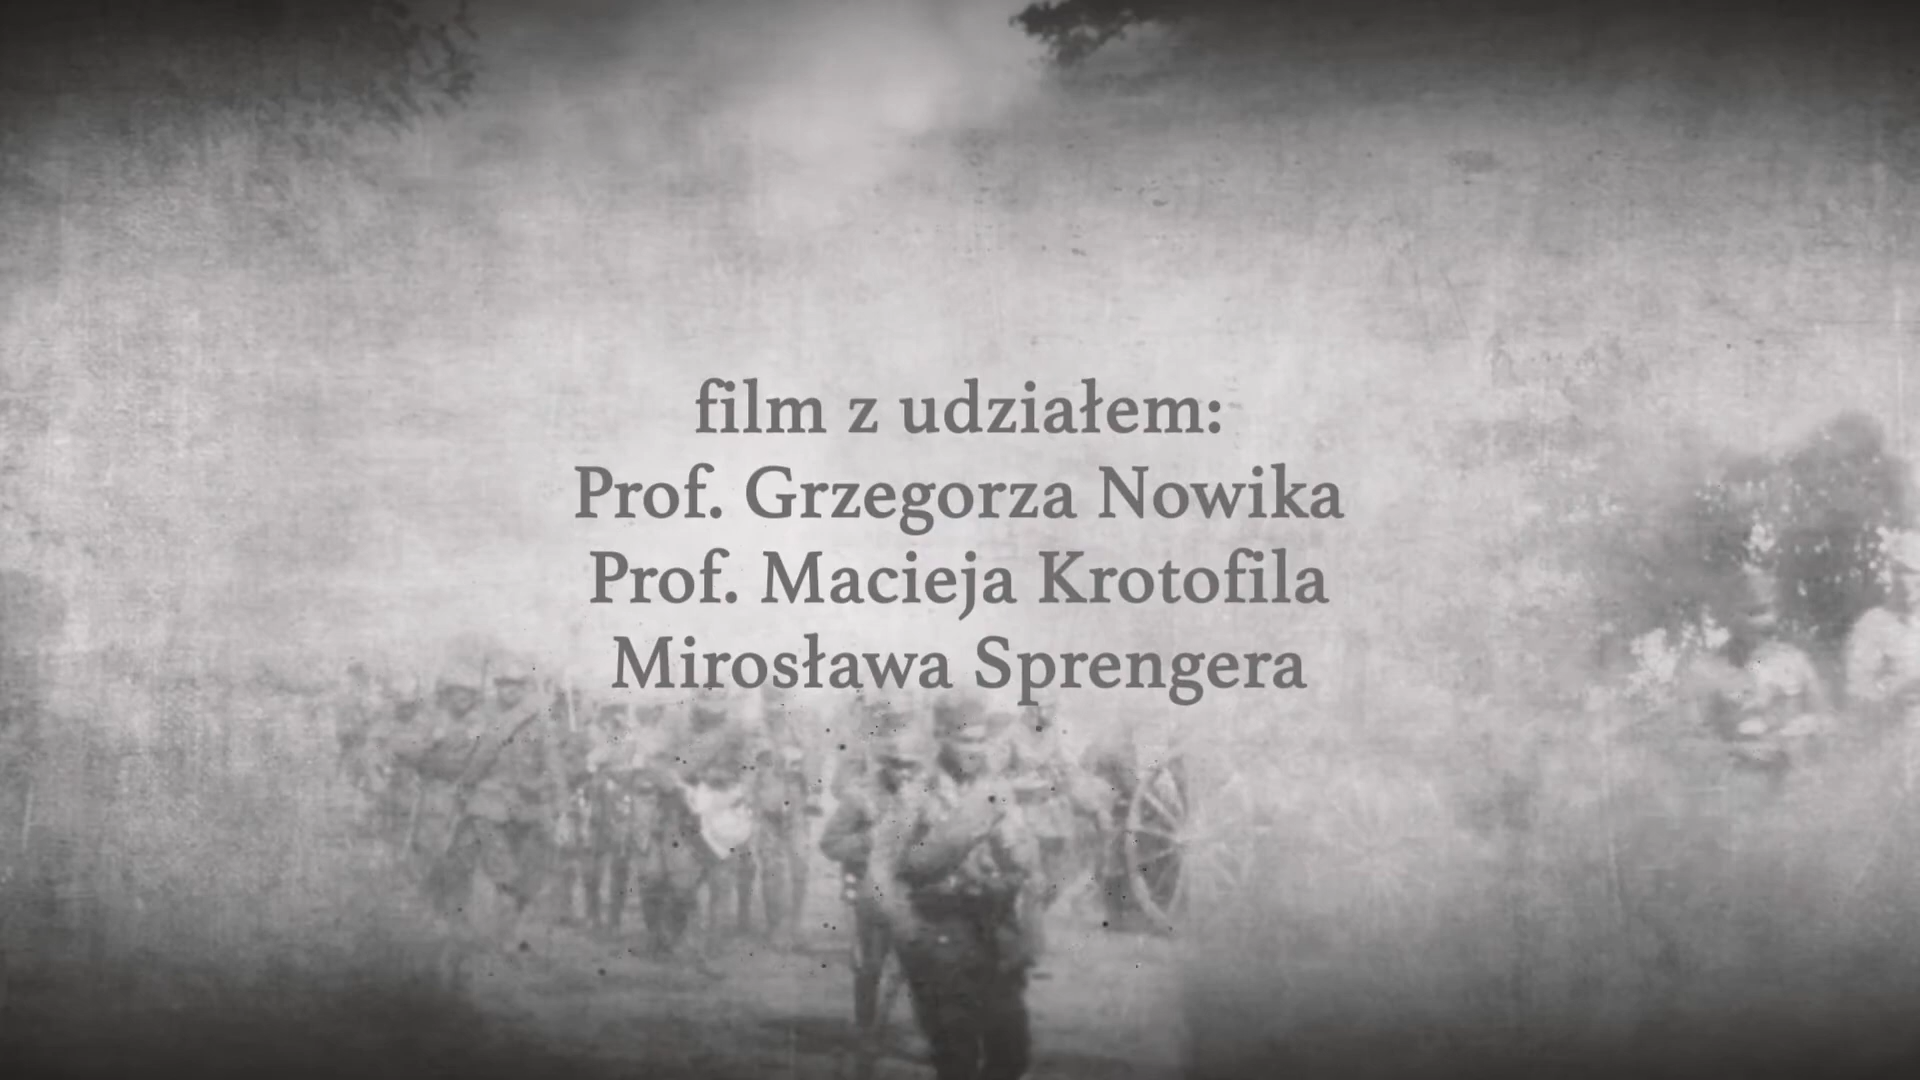 film z udziałem:
Prof. Grzegorza Nowika
Prof. Macieja Krotofila
Mirosława Sprengera